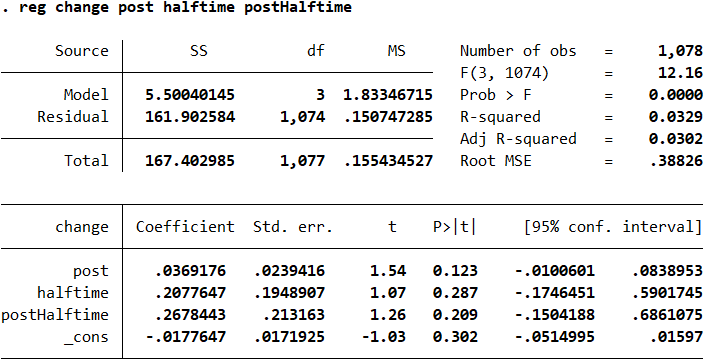 . reg change post halftime postHalftime
Source SS df MS Number of obs = 1,078
F(3, 1074) = 12.16
Model 5.50040145 3 1.83346715 Prob > F = 0.0000
Residual 161.902584 1,074 .150747285 R-squared = 0.0329
Adj R-squared = 0.0302
Total 167.402985 1,077 .155434527 Root MSE = .38826
change Coefficient Std. err. t P>|t| [95% conf. interval]
post .0369176 .0239416 1.54 0.123 -.0100601 .0838953
halftime .2077647 .1948907 1.07 0.287 -.1746451 .5901745
postHalftime .2678443 .213163 1.26 0.209 -.1504188 .6861075
_cons -.0177647 .0171925 -1.03 0.302 -.0514995 .01597